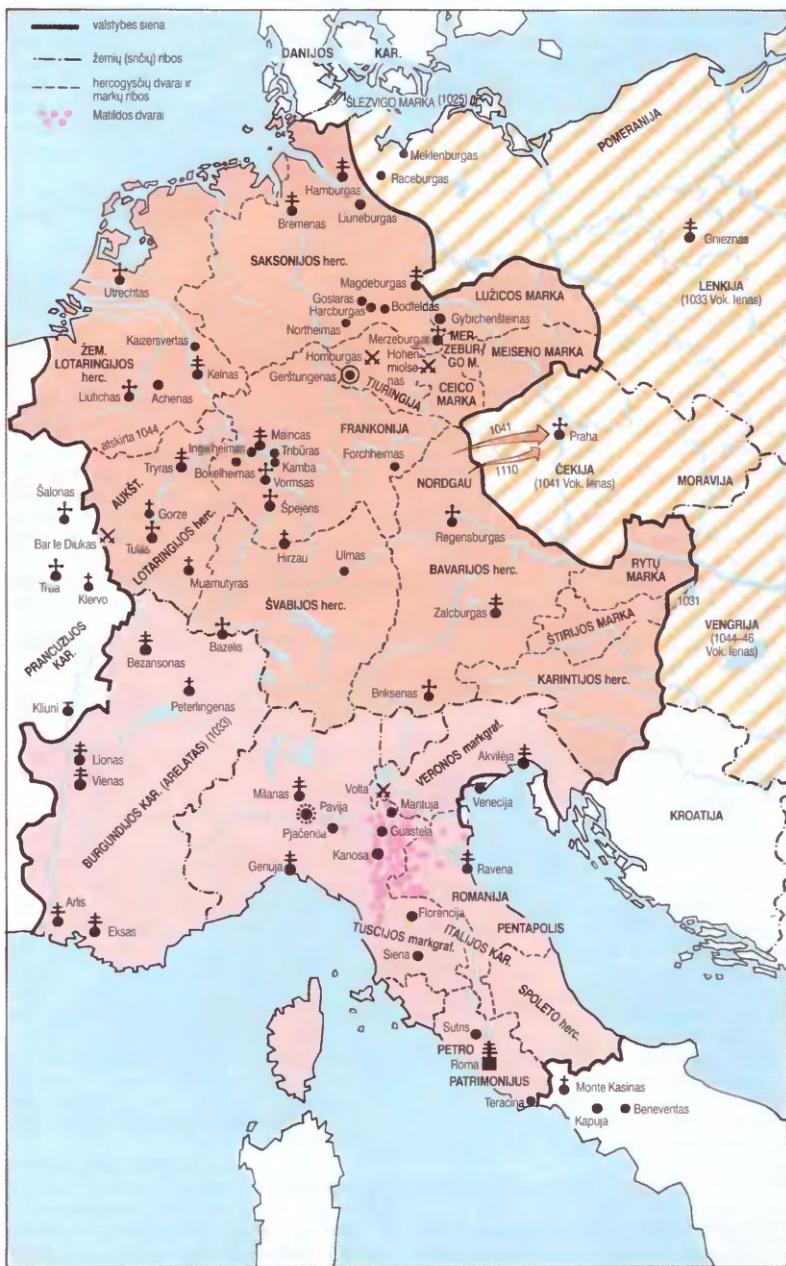 valstybės siena
žemių (snčių) ribos
hercogysčių dvarai ir
markų ribos
Matildos dvarai
DANIJOS KAR.
ŠLEZVIGO MARKA (1025)
POMERANIJA
Meklenburgas
Raceburgas
Hamburgas
Liuneburgas
Bremenas
Gnieznas
SAKSONIJOS herc.
LENKIJA
(1033 Vok. lenas)
Magdeburgas
LUŽICOS MARKA
Utrechtas
Goslaras
Harcburgas
Bodfeldas
Gybichenšteinas
Northeimas
Merzeburgas
MER-
ZEBUR-
GO M.
MEISENO MARKA
Kaizersvertas
ŽEM.
LOTARINGIJOS
herc.
Kelnas
Homburgas
Hohen-
miolse-
nas
Gerštungenas
TIURINGIJA
CEICO
MARKA
Liutichas
Achenas
atskirta 1044
FRANKONIJA
1041
Praha
1110
ČEKIJA
(1041 Vok. lenas)
MORAVIJA
Maincas
Ingelheimas
Tribūras
Bokelheimas
Kamba
Vormsas
Forchheimas
NORDGAU
Tryras
AUKŠT.
LOTARINGIJOS herc.
Šalonas
Gorze
Špejeris
Regensburgas
Bar le Diukas
Tulas
Hirzau
Ulmas
RYTŲ
MARKA
Trua
Klervo
Muamutyras
BAVARIJOS herc.
1031
ŠVABIJOS herc.
Zalcburgas
VENGRIJA
(1044–46
Vok. lenas)
ŠTIRIJOS MARKA
PRANCŪZIJOS
KAR.
Bazelis
Bezansonas
KARINTIJOS herc.
Briksenas
Peterlingenas
Kliuni
BURGUNDIJOS KAR. (ARELATAS) (1033)
VERONOS markgraf.
Akvilėja
Lionas
Vienas
Milanas
Volta
Venecija
Pavija
Mantuja
KROATIJA
Pjačenca
Guastela
Kanosa
Genuja
Ravena
ROMANIJA
Arlis
Eksas
Florencija
PENTAPOLIS
TUSCIJOS markgraf.
ITALIJOS KAR.
Siena
SPOLETO herc.
Sutris
PETRO
Roma
PATRIMONIJUS
Teracina
Monte Kasinas
Kapuja
Beneventas